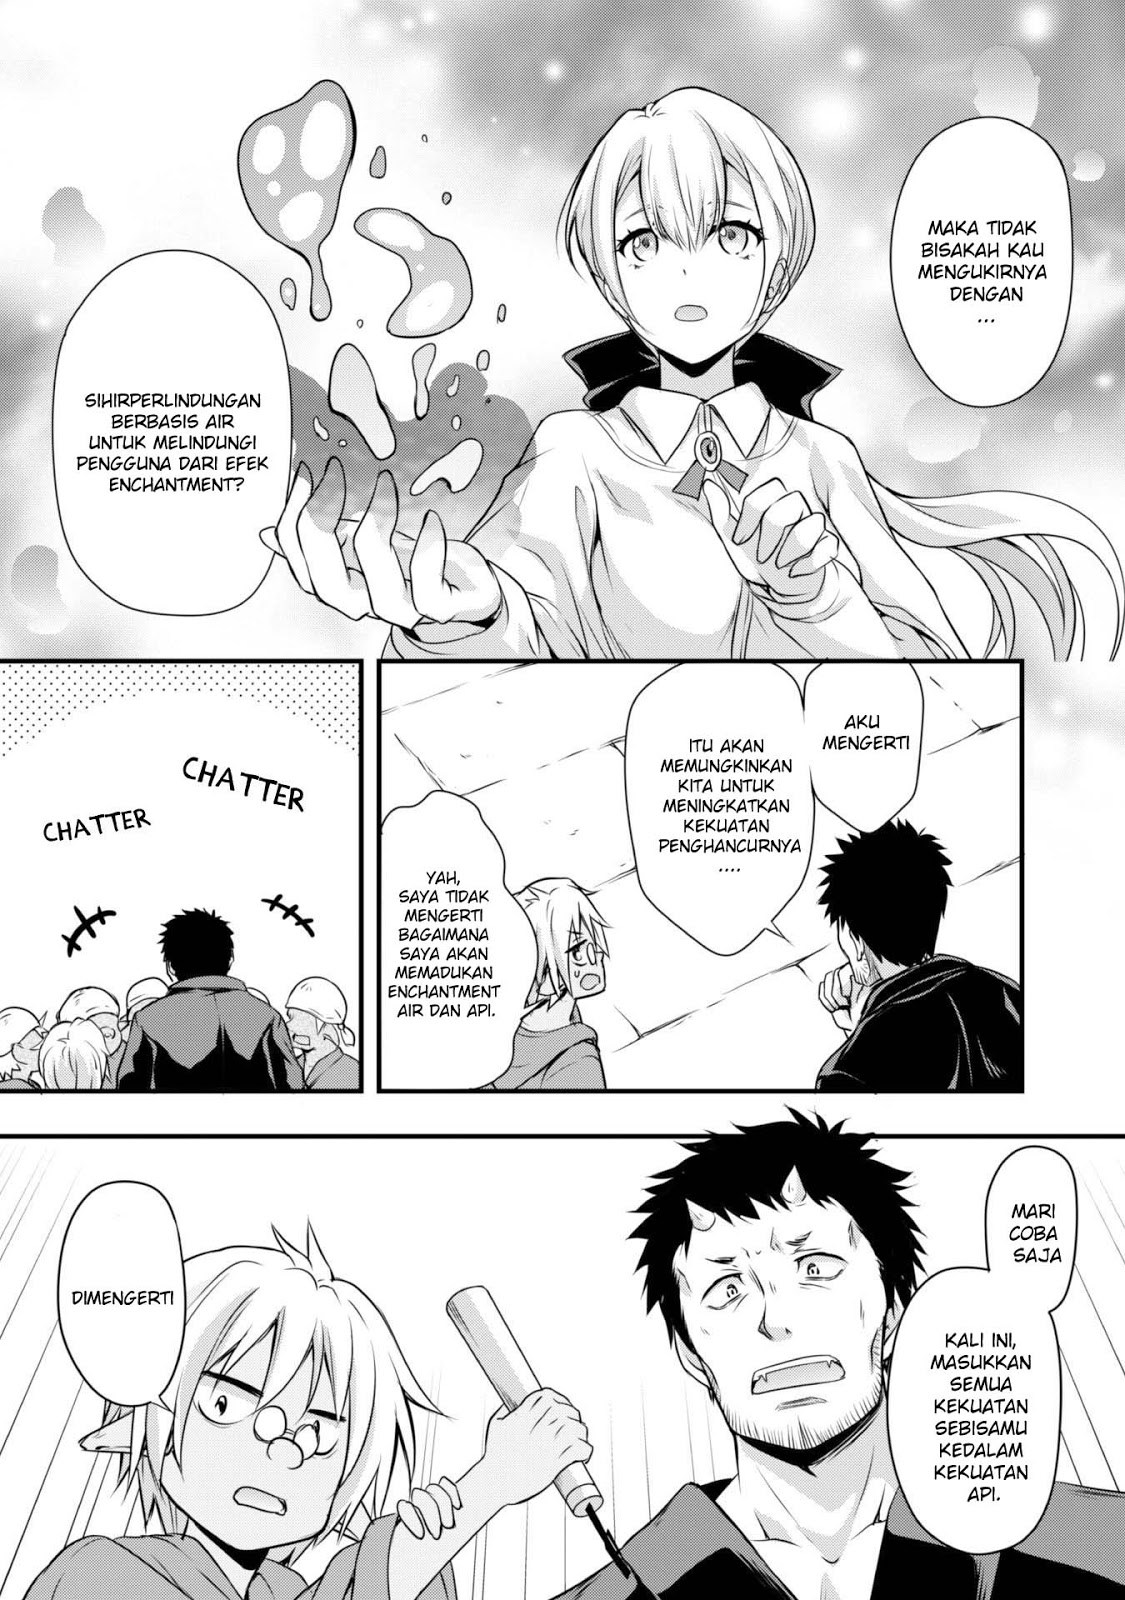 MAKA TIDAK
BISAKAH KAU
MENGUKIRNYA
DENGAN
...
SIHIRPERLINDUNGAN
BERBASIS AIR
UNTUK MELINDUNGI
PENGGUNA DARI EFEK
ENCHANTMENT?
AKU
MENGERTI
ITU AKAN
MEMUNGKINKAN
KITA UNTUK
MENINGKATKAN
KEKUATAN
PENGHANCURNYA
....
YAH,
SAYA TIDAK
MENGERTI
BAGAIMANA
SAYA AKAN
MEMADUKAN
ENCHANTMENT
AIR DAN API.
CHATTER
CHATTER
MARI
COBA
SAJA
KALI INI,
MASUKKAN
SEMUA
KEKUATAN
SEBISAMU
KEDALAM
KEKUATAN
API.
DIMENGERTI